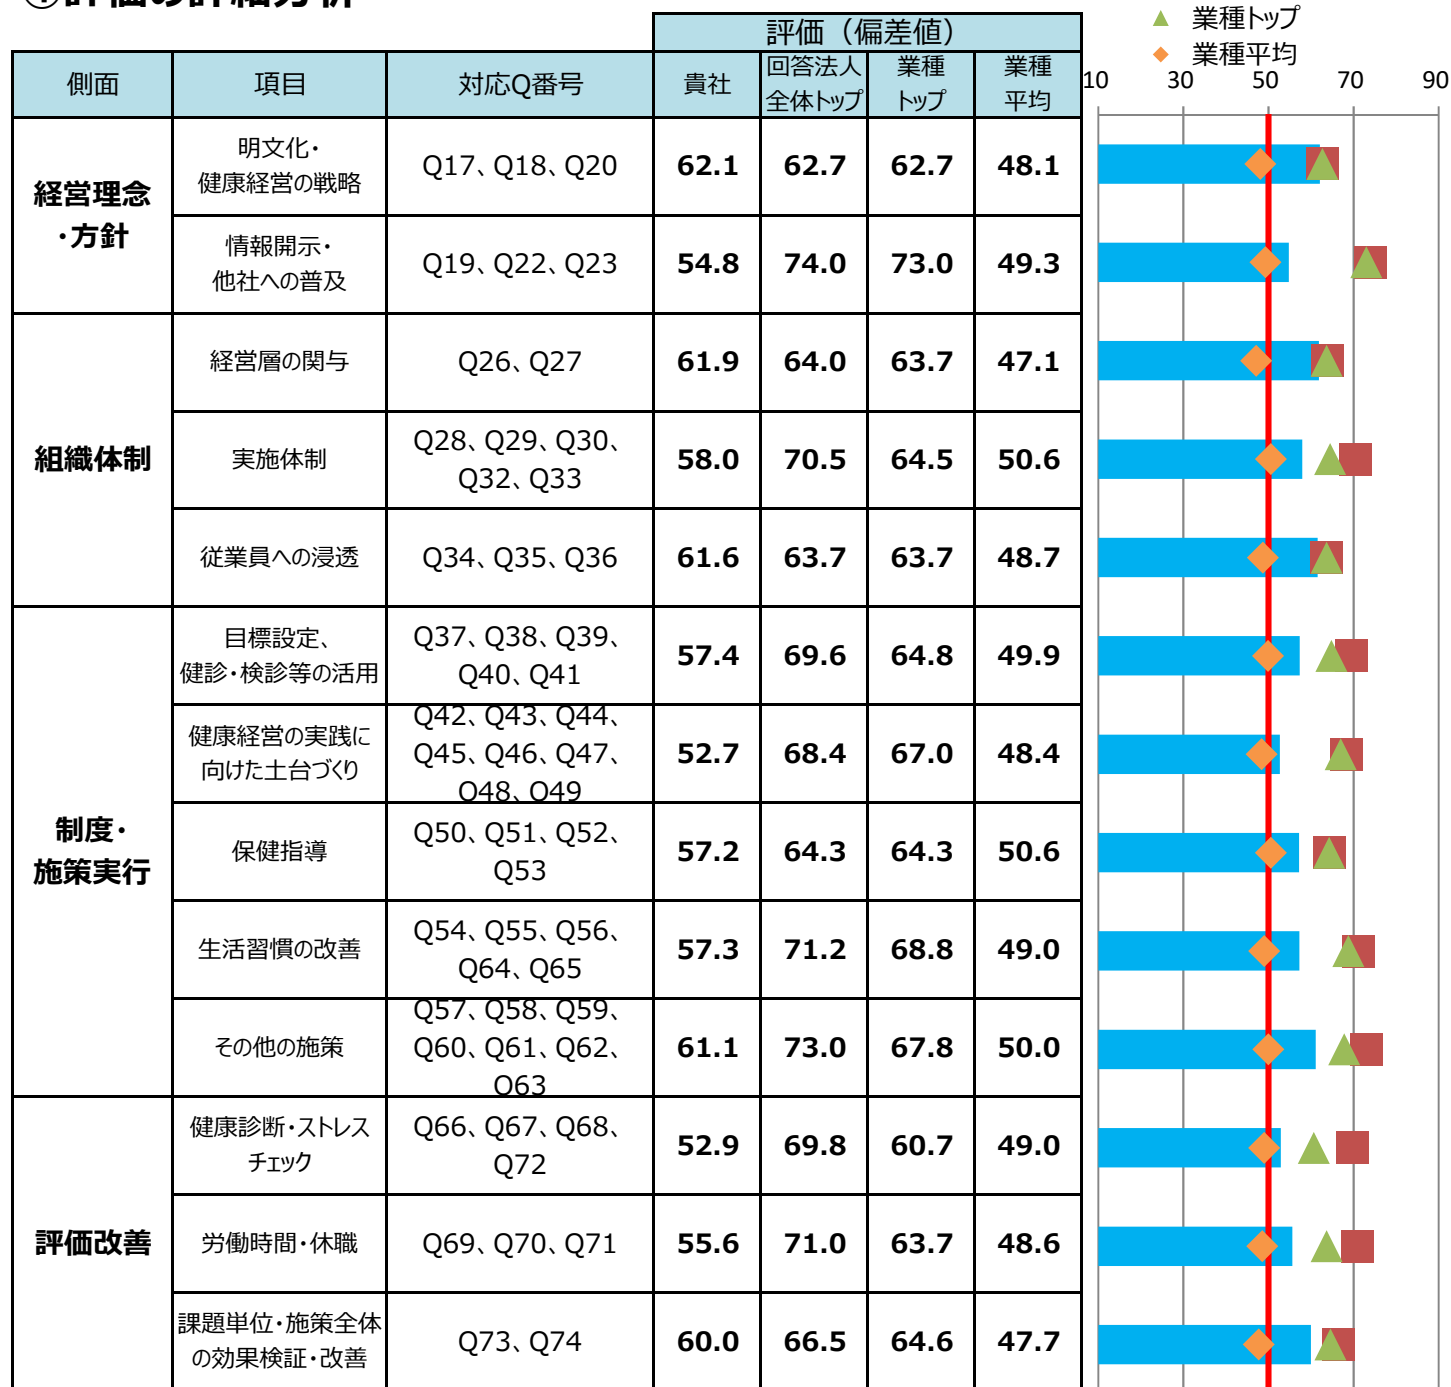 ④評価の詳細分析
評価（偏差値）
側面 項目 対応Q番号 貴社 回答法人 業種 業種
全体トップ トップ 平均
▲ 業種トップ
◆ 業種平均
10 30 50 70 90
経営理念
・方針
明文化・
健康経営の戦略
Q17、Q18、Q20
62.1 62.7 62.7 48.1
情報開示・
他社への普及
Q19、Q22、Q23
54.8 74.0 73.0 49.3
組織体制
経営層の関与
Q26、Q27
61.9 64.0 63.7 47.1
実施体制
Q28、Q29、Q30、
Q32、Q33
58.0 70.5 64.5 50.6
従業員への浸透
Q34、Q35、Q36
61.6 63.7 63.7 48.7
制度・
施策実行
目標設定、
健診・検診等の活用
Q37、Q38、Q39、
Q40、Q41
57.4 69.6 64.8 49.9
健康経営の実践に
向けた土台づくり
Q42、Q43、Q44、
Q45、Q46、Q47、
Q48、Q49
52.7 68.4 67.0 48.4
保健指導
Q50、Q51、Q52、
Q53
57.2 64.3 64.3 50.6
生活習慣の改善
Q54、Q55、Q56、
Q64、Q65
57.3 71.2 68.8 49.0
その他の施策
Q57、Q58、Q59、
Q60、Q61、Q62、
Q63
61.1 73.0 67.8 50.0
評価改善
健康診断・ストレス
チェック
Q66、Q67、Q68、
Q72
52.9 69.8 60.7 49.0
労働時間・休職
Q69、Q70、Q71
55.6 71.0 63.7 48.6
課題単位・施策全体
の効果検証・改善
Q73、Q74
60.0 66.5 64.6 47.7